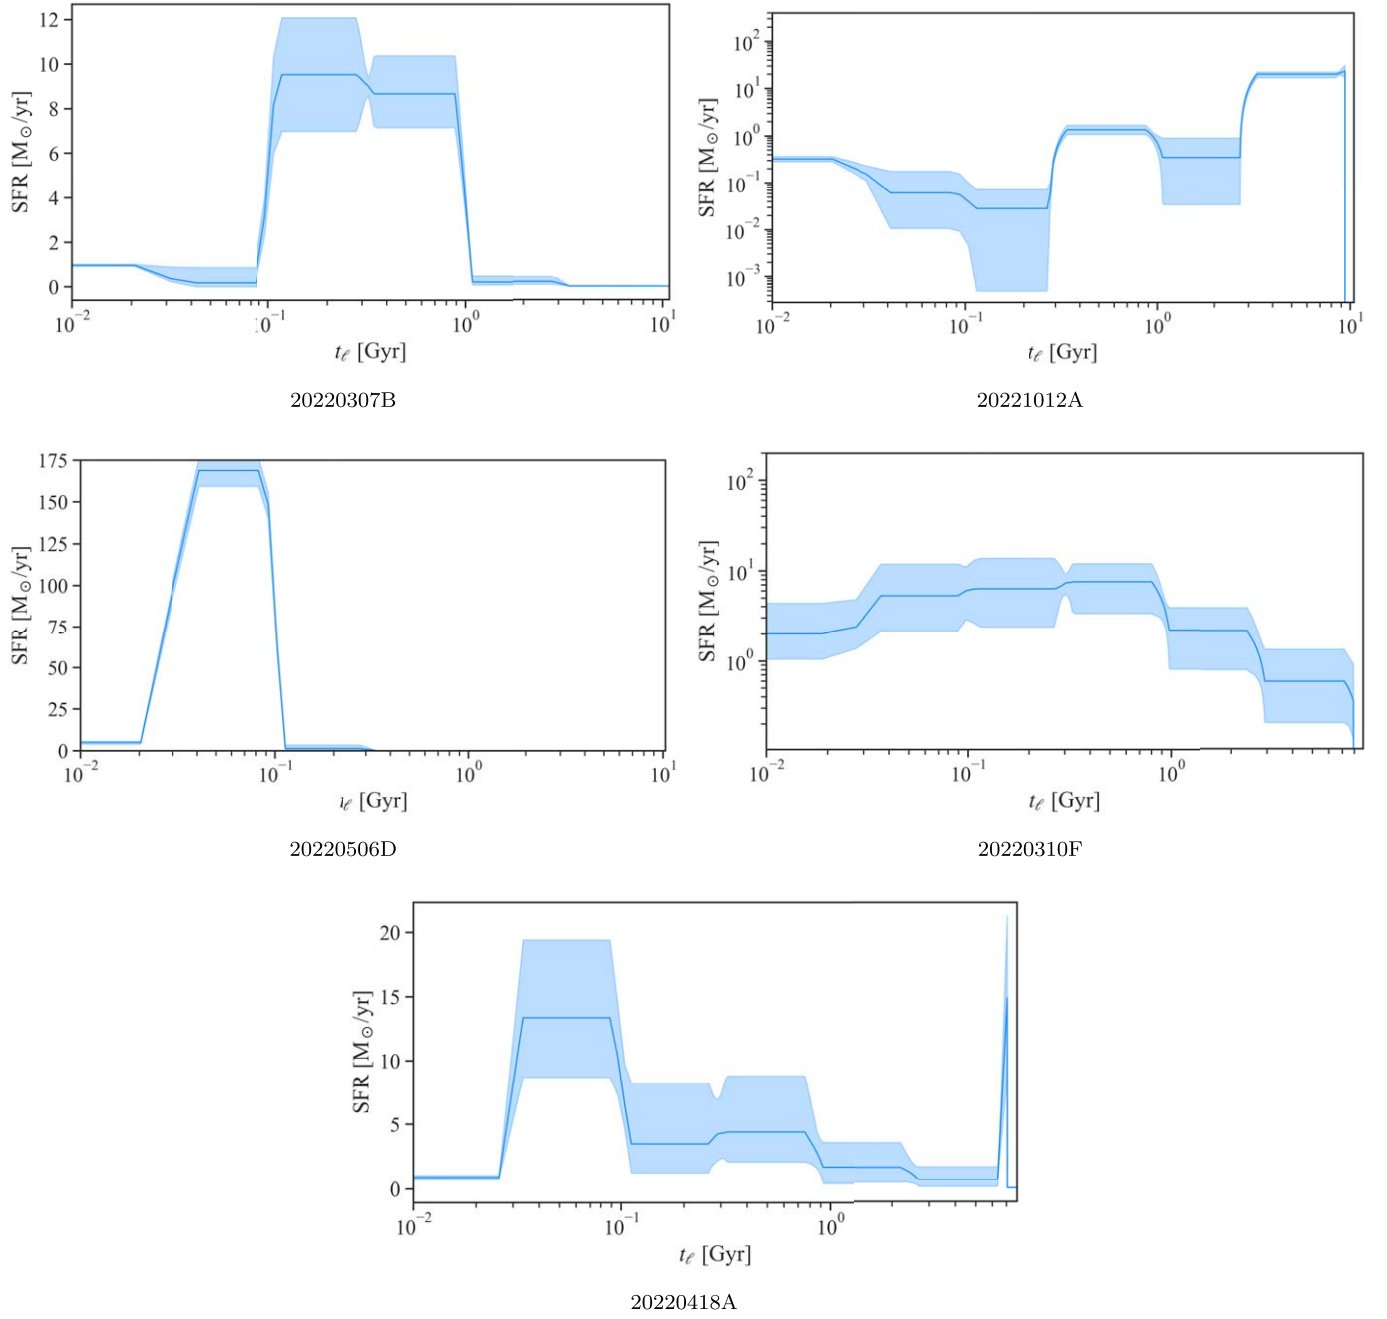 12
10
8
6
4
2
0
SFR [M⊙/yr]
10⁻² 10⁻¹ 10⁰ 10¹
tℓ [Gyr]
20220307B
10²
10¹
10⁰
10⁻¹
10⁻²
10⁻³
SFR [M⊙/yr]
10⁻² 10⁻¹ 10⁰ 10¹
tℓ [Gyr]
20221012A
175
150
125
100
75
50
25
0
SFR [M⊙/yr]
10⁻² 10⁻¹ 10⁰ 10¹
tℓ [Gyr]
20220506D
10²
10¹
10⁰
SFR [M⊙/yr]
10⁻² 10⁻¹ 10⁰
tℓ [Gyr]
20220310F
20
15
10
5
0
SFR [M⊙/yr]
10⁻² 10⁻¹ 10⁰
tℓ [Gyr]
20220418A